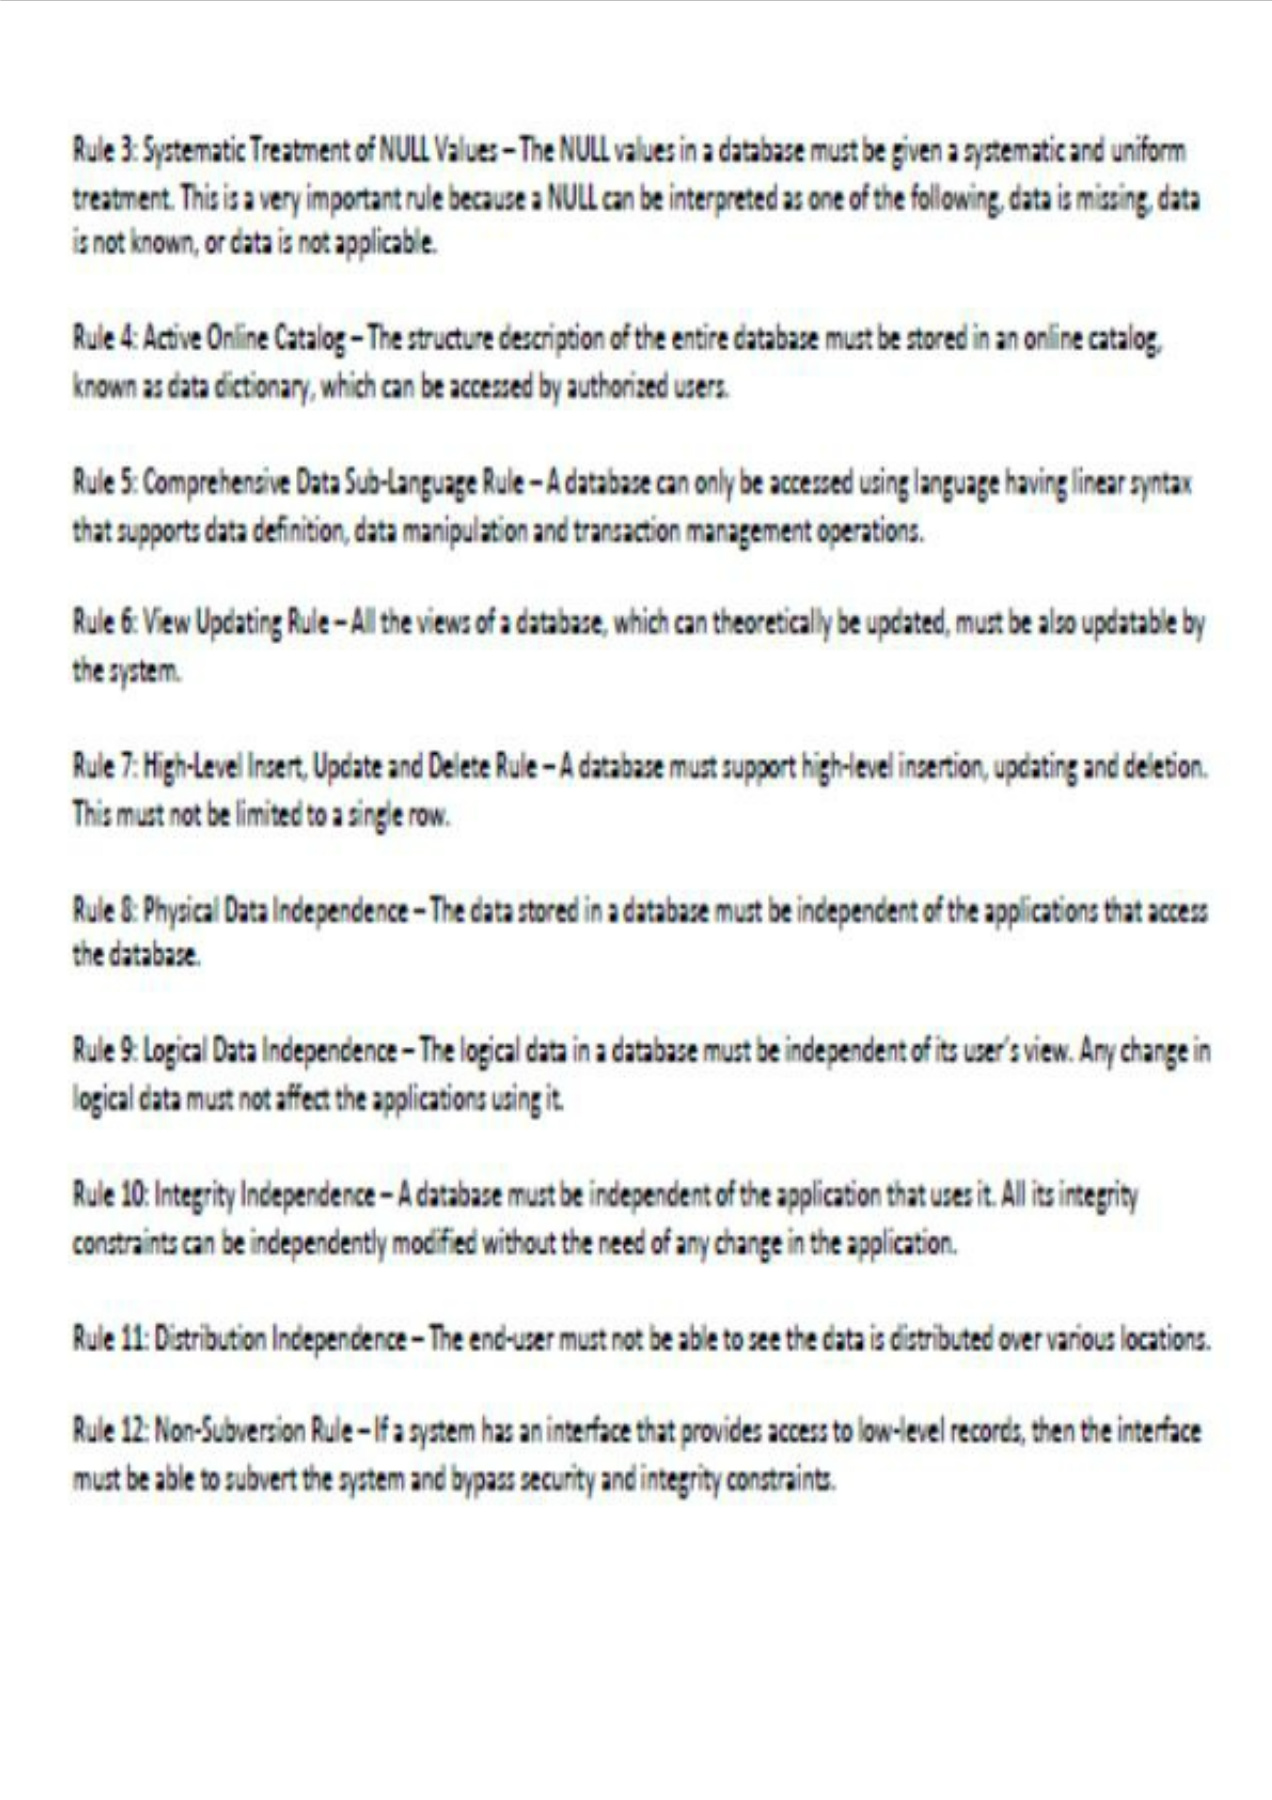 Rule 3: Systematic Treatment of NULL Values – The NULL values in a database must be given a systematic and uniform
treatment. This is a very important rule because a NULL can be interpreted as one of the following, data is missing, data
is not known, or data is not applicable.
Rule 4: Active Online Catalog – The structure description of the entire database must be stored in an online catalog,
known as data dictionary, which can be accessed by authorized users.
Rule 5: Comprehensive Data Sub-Language Rule – A database can only be accessed using language having linear syntax
that supports data definition, data manipulation and transaction management operations.
Rule 6: View Updating Rule – All the views of a database, which can theoretically be updated, must be also updatable by
the system.
Rule 7: High-Level Insert, Update and Delete Rule – A database must support high-level insertion, updating and deletion.
This must not be limited to a single row.
Rule 8: Physical Data Independence – The data stored in a database must be independent of the applications that access
the database.
Rule 9: Logical Data Independence – The logical data in a database must be independent of its user's view. Any change in
logical data must not affect the applications using it.
Rule 10: Integrity Independence – A database must be independent of the application that uses it. All its integrity
constraints can be independently modified without the need of any change in the application.
Rule 11: Distribution Independence – The end-user must not be able to see the data is distributed over various locations.
Rule 12: Non-Subversion Rule – If a system has an interface that provides access to low-level records, then the interface
must be able to subvert the system and bypass security and integrity constraints.